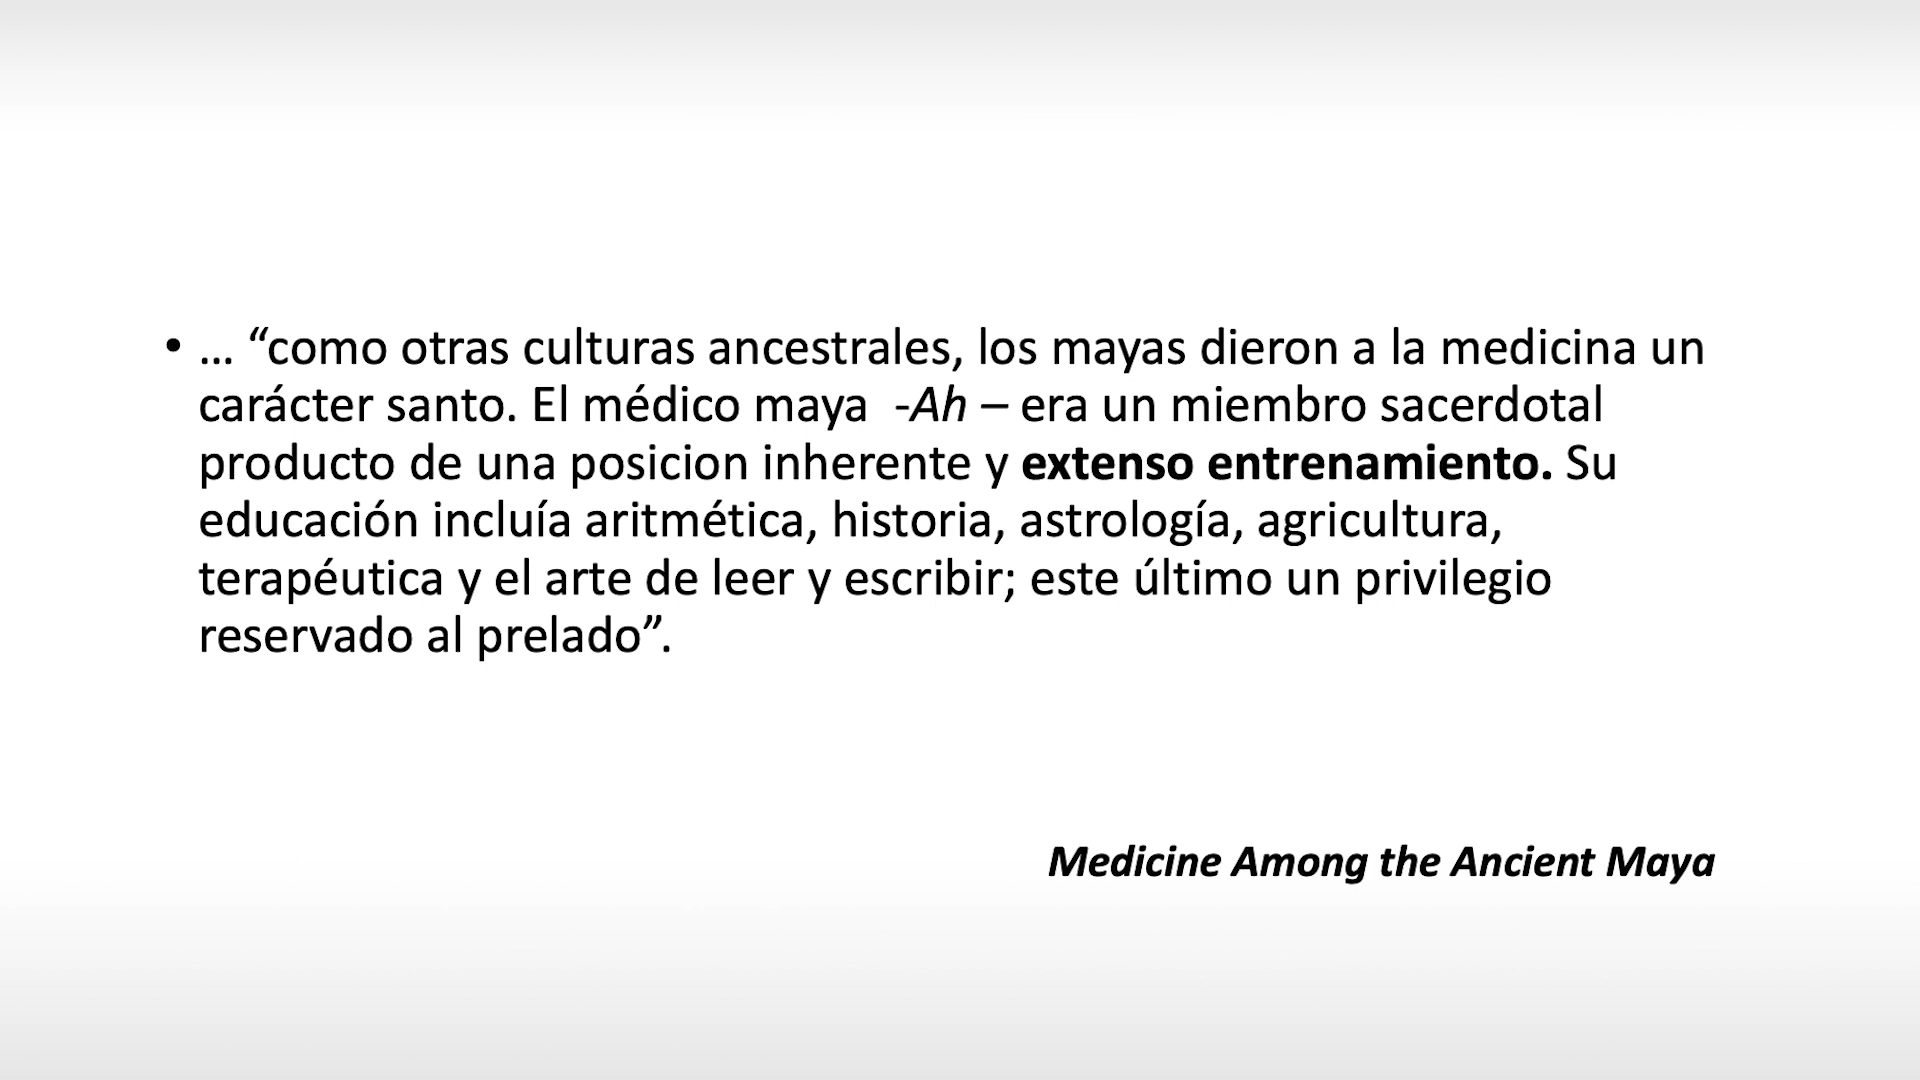 • … “como otras culturas ancestrales, los mayas dieron a la medicina un
carácter santo. El médico maya  -Ah – era un miembro sacerdotal
producto de una posicion inherente y extenso entrenamiento. Su
educación incluía aritmética, historia, astrología, agricultura,
terapéutica y el arte de leer y escribir; este último un privilegio
reservado al prelado”.
Medicine Among the Ancient Maya